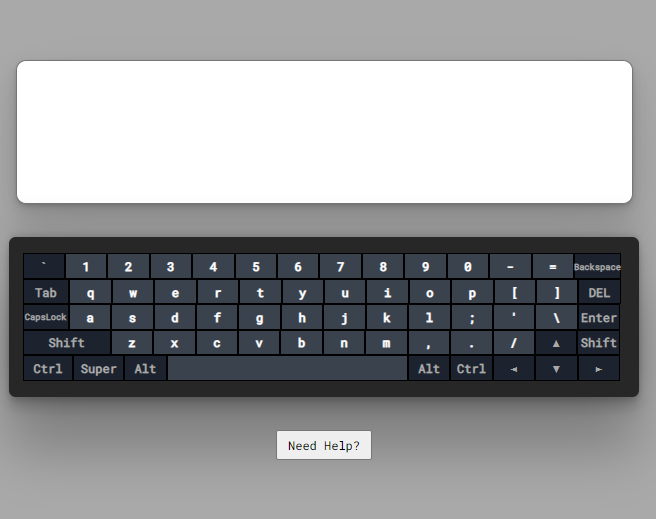 ` 1 2 3 4 5 6 7 8 9 0 - = Backspace
Tab q w e r t y u i o p [ ] DEL
CapsLock a s d f g h j k l ; ' \ Enter
Shift z x c v b n m , . / ▲ Shift
Ctrl Super Alt Alt Ctrl ◄ ▼ ►
Need Help?